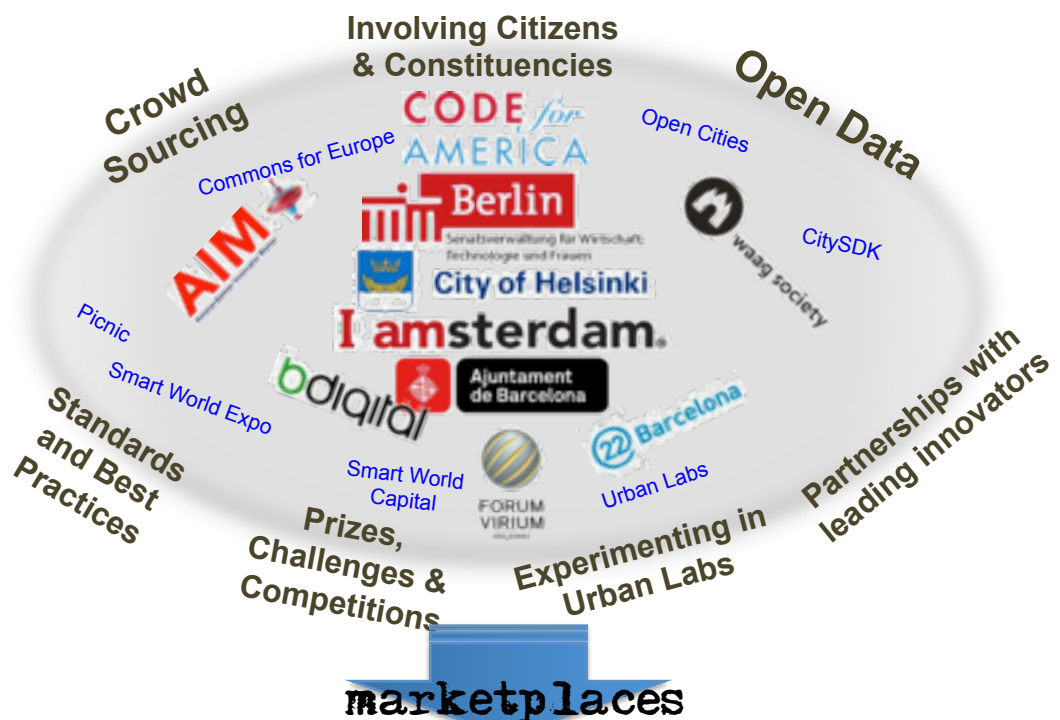 Involving Citizens
& Constituencies
Crowd
Sourcing
Open Data
CODE for
AMERICA
Commons for Europe
Open Cities
Berlin
Senatsverwaltung für Wirtschaft,
Technologie und Frauen
AIM
waag society
CitySDK
City of Helsinki
Picnic
I amsterdam.
Smart World Expo
bdigital
Ajuntament
de Barcelona
22 Barcelona
Standards
and Best
Practices
Partnerships with
leading innovators
Smart World
Capital
FORUM
VIRIUM
HELSINKI
Urban Labs
Prizes,
Challenges &
Competitions
Experimenting in
Urban Labs
marketplaces